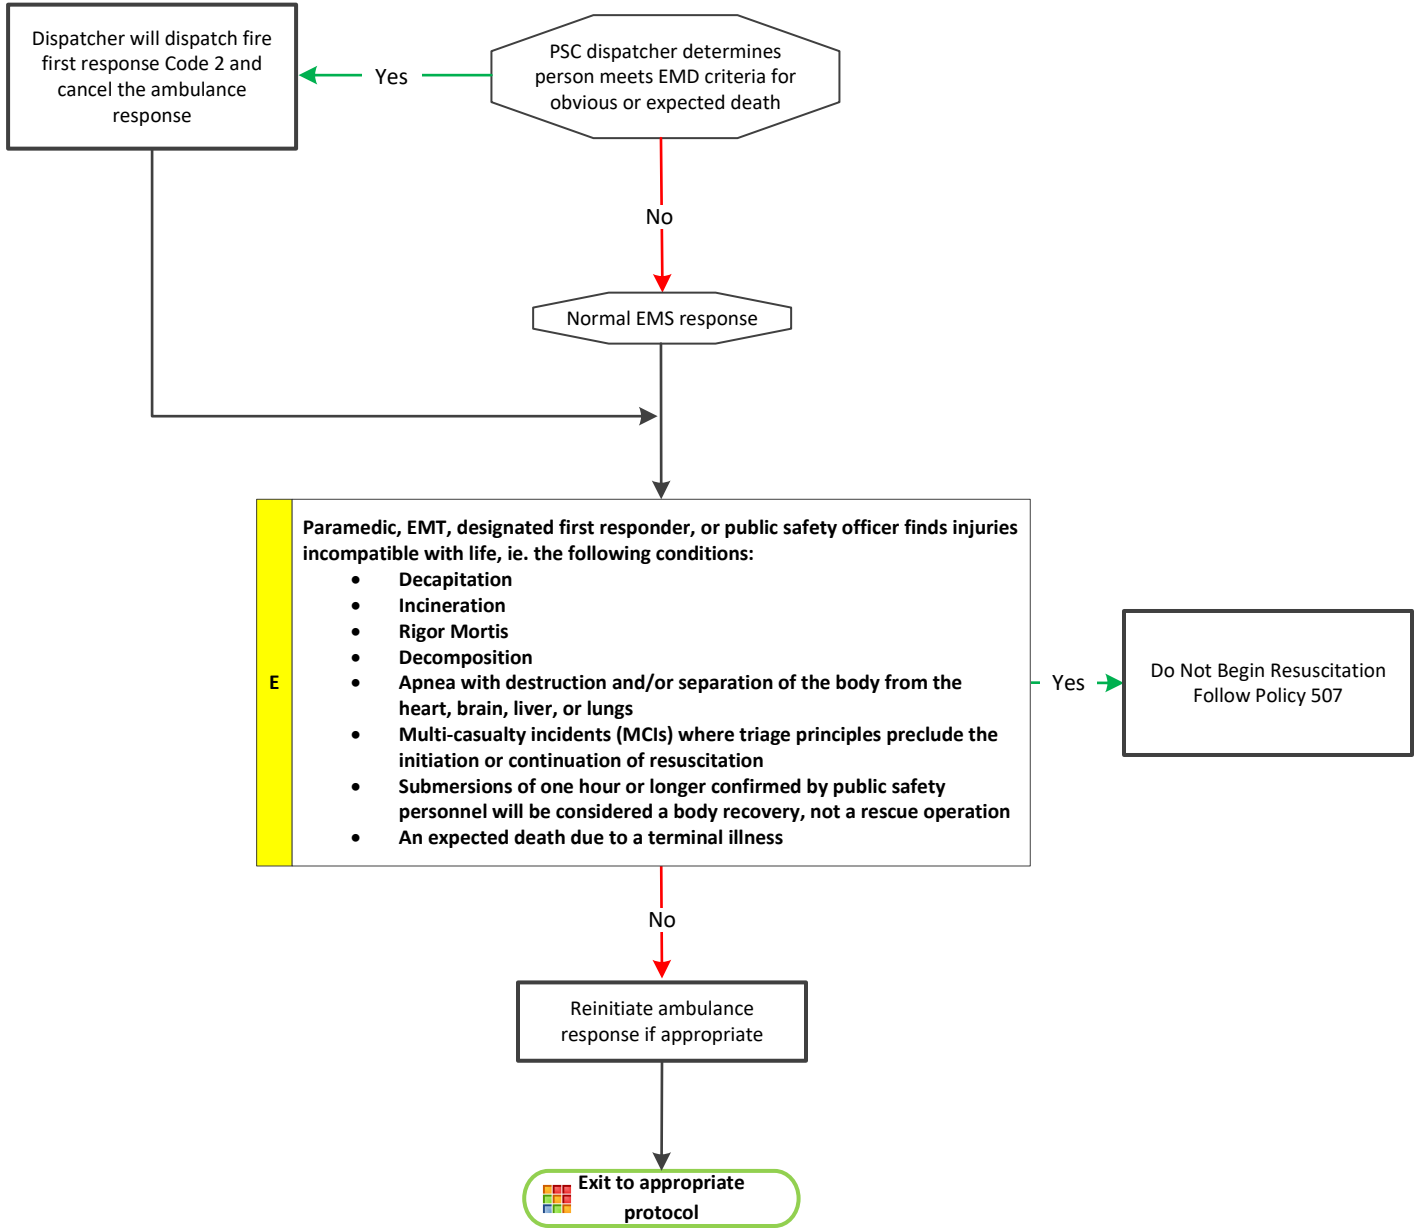 Dispatcher will dispatch fire
first response Code 2 and
cancel the ambulance
response
Yes
PSC dispatcher determines
person meets EMD criteria for
obvious or expected death
No
Normal EMS response
E
Paramedic, EMT, designated first responder, or public safety officer finds injuries
incompatible with life, ie. the following conditions:
• Decapitation
• Incineration
• Rigor Mortis
• Decomposition
• Apnea with destruction and/or separation of the body from the
heart, brain, liver, or lungs
• Multi-casualty incidents (MCIs) where triage principles preclude the
initiation or continuation of resuscitation
• Submersions of one hour or longer confirmed by public safety
personnel will be considered a body recovery, not a rescue operation
• An expected death due to a terminal illness
Yes
Do Not Begin Resuscitation
Follow Policy 507
No
Reinitiate ambulance
response if appropriate
Exit to appropriate
protocol